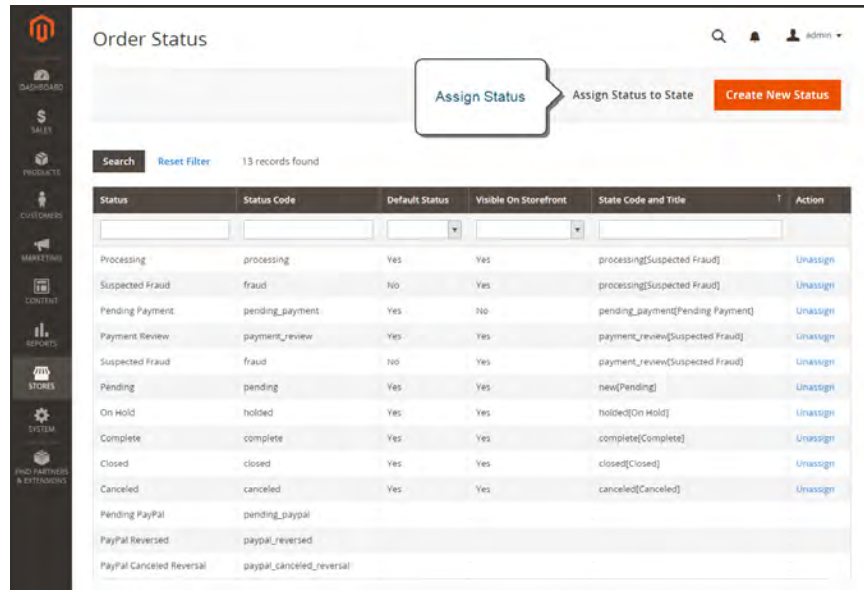 Order Status
admin
Assign Status
Assign Status to State
Create New Status
DASHBOARD
SALES
PRODUCTS
CUSTOMERS
MARKETING
CONTENT
REPORTS
STORES
SYSTEM
FIND PARTNERS
& EXTENSIONS
Search Reset Filter 13 records found
Status Status Code Default Status Visible On Storefront State Code and Title ↑ Action
Processing processing Yes Yes processing[Suspected Fraud] Unassign
Suspected Fraud fraud No Yes processing[Suspected Fraud] Unassign
Pending Payment pending_payment Yes No pending_payment[Pending Payment] Unassign
Payment Review payment_review Yes Yes payment_review[Suspected Fraud] Unassign
Suspected Fraud fraud No Yes payment_review[Suspected Fraud] Unassign
Pending pending Yes Yes new[Pending] Unassign
On Hold holded Yes Yes holded[On Hold] Unassign
Complete complete Yes Yes complete[Complete] Unassign
Closed closed Yes Yes closed[Closed] Unassign
Canceled canceled Yes Yes canceled[Canceled] Unassign
Pending PayPal pending_paypal
PayPal Reversed paypal_reversed
PayPal Canceled Reversal paypal_canceled_reversal